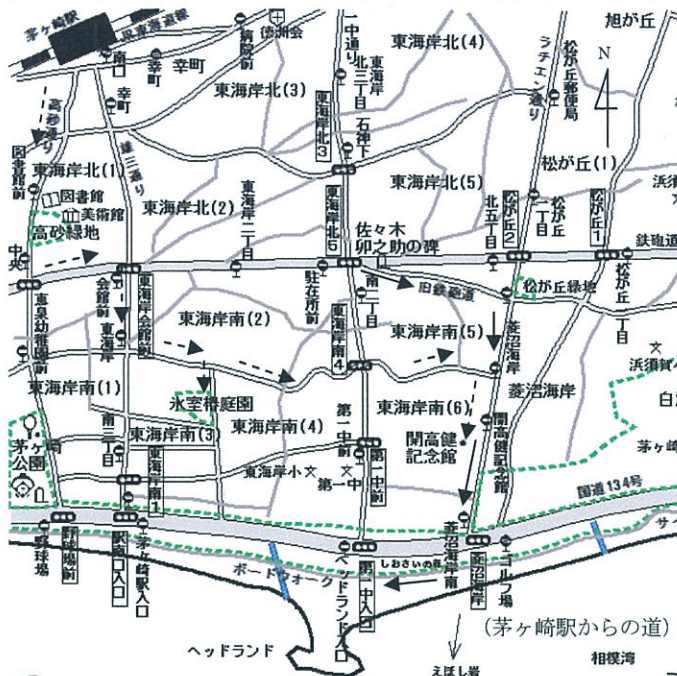 茅ヶ崎駅
JR東海道線
徳洲会
病院前
南口
幸町
幸町
幸町
高砂通り
雄三通り
一中通り
東海岸北三丁目
石神下
東海岸北3
東海岸北(3)
東海岸北(4)
ラチエン通り
松が丘郵便局
旭が丘
N
図書館前
東海岸北(1)
図書館
美術館
高砂緑地
東海岸北(2)
東海岸二丁目
東海岸北5
東海岸北(5)
佐々木卯之助の碑
北五丁目
松が丘2
松が丘一丁目
松が丘(1)
松が丘1
浜須
鉄砲道
中央
会館前
東海岸会館前
駐在所前
南二丁目
旧鉄砲道
松が丘緑地
松が丘二丁目
東泉幼稚園前
東海岸
東海岸南(2)
東海岸南4
東海岸南(5)
菱沼海岸
菱沼海岸
浜須賀小
東海岸南(1)
氷室椿庭園
東海岸南(4)
東海岸南(6)
白浜
茅ヶ崎公園
南三丁目
東海岸南(3)
東海岸南1
第一中前
第一中前
開高健記念館
開高健記念館
茅ヶ崎
東海岸小
第一中
国道134号
野球場
野球場前
駅南口入口
茅ヶ崎駅入口
ボードウォーク
ヘッドランド入口
第一中入口
しおさいの森
菱沼海岸南
菱沼海岸
ゴルフ場
サイ
ヘッドランド
えぼし岩
(茅ヶ崎駅からの道)
相模湾